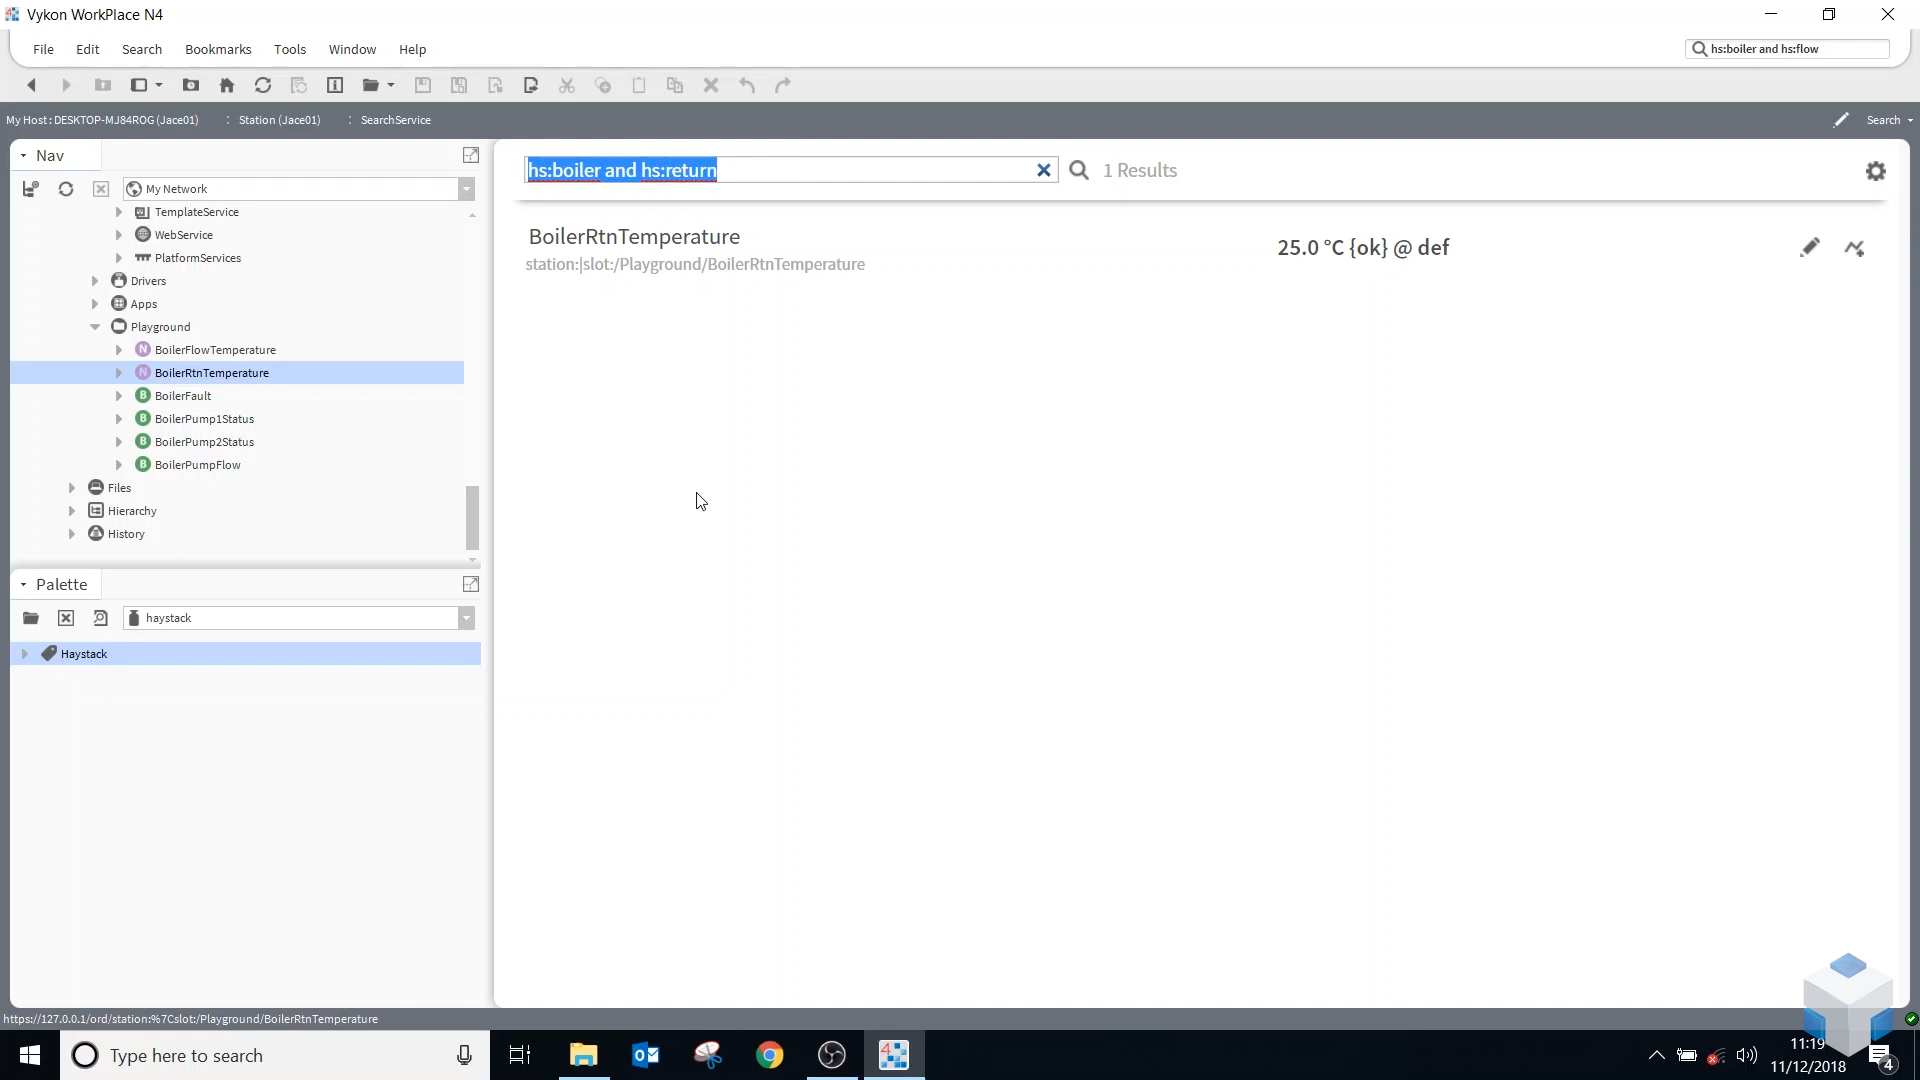 Vykon WorkPlace N4
File Edit Search Bookmarks Tools Window Help
hs:boiler and hs:flow
My Host : DESKTOP-MJ84ROG (Jace01) : Station (Jace01) : SearchService
Search
Nav
My Network
TemplateService
WebService
PlatformServices
Drivers
Apps
Playground
N BoilerFlowTemperature
N BoilerRtnTemperature
B BoilerFault
B BoilerPump1Status
B BoilerPump2Status
B BoilerPumpFlow
Files
Hierarchy
History
Palette
haystack
Haystack
hs:boiler and hs:return
1 Results
BoilerRtnTemperature
25.0 °C {ok} @ def
station:|slot:/Playground/BoilerRtnTemperature
https://127.0.0.1/ord/station:%7Cslot:/Playground/BoilerRtnTemperature
Type here to search
11:19
11/12/2018
4